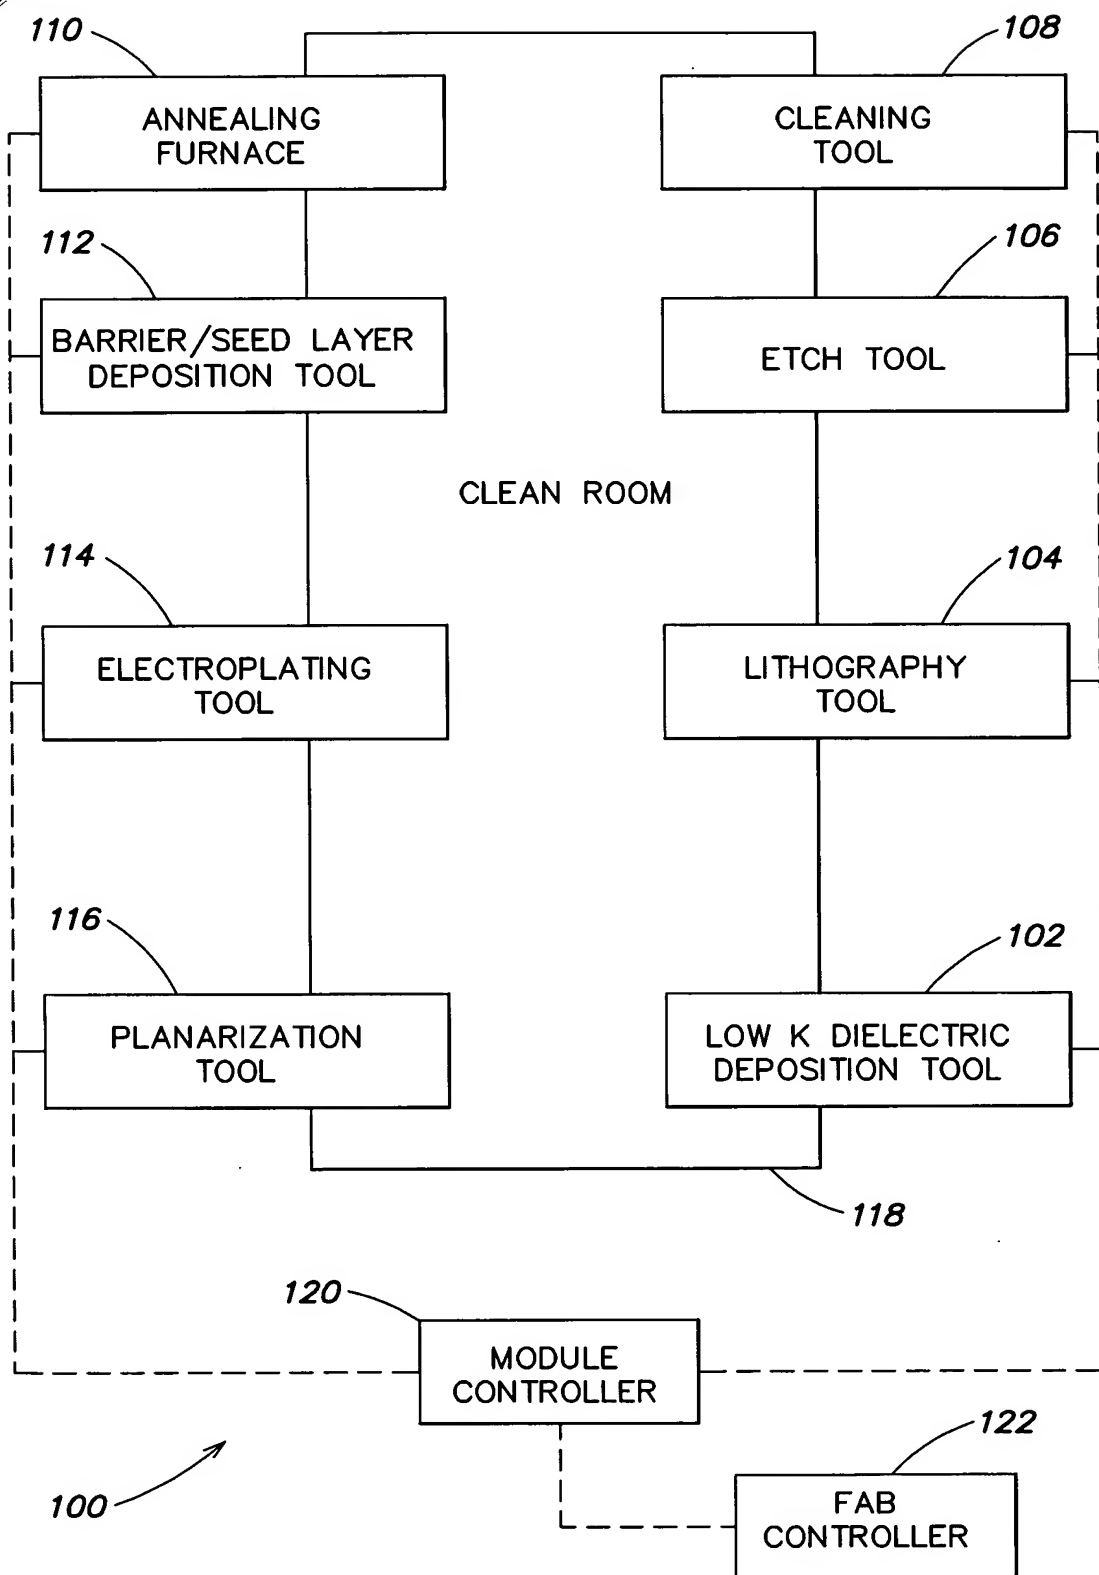 110
108
ANNEALING
FURNACE
CLEANING
TOOL
112
106
BARRIER/SEED LAYER
DEPOSITION TOOL
ETCH TOOL
CLEAN ROOM
114
104
ELECTROPLATING
TOOL
LITHOGRAPHY
TOOL
116
102
PLANARIZATION
TOOL
LOW K DIELECTRIC
DEPOSITION TOOL
118
120
MODULE
CONTROLLER
122
100
FAB
CONTROLLER